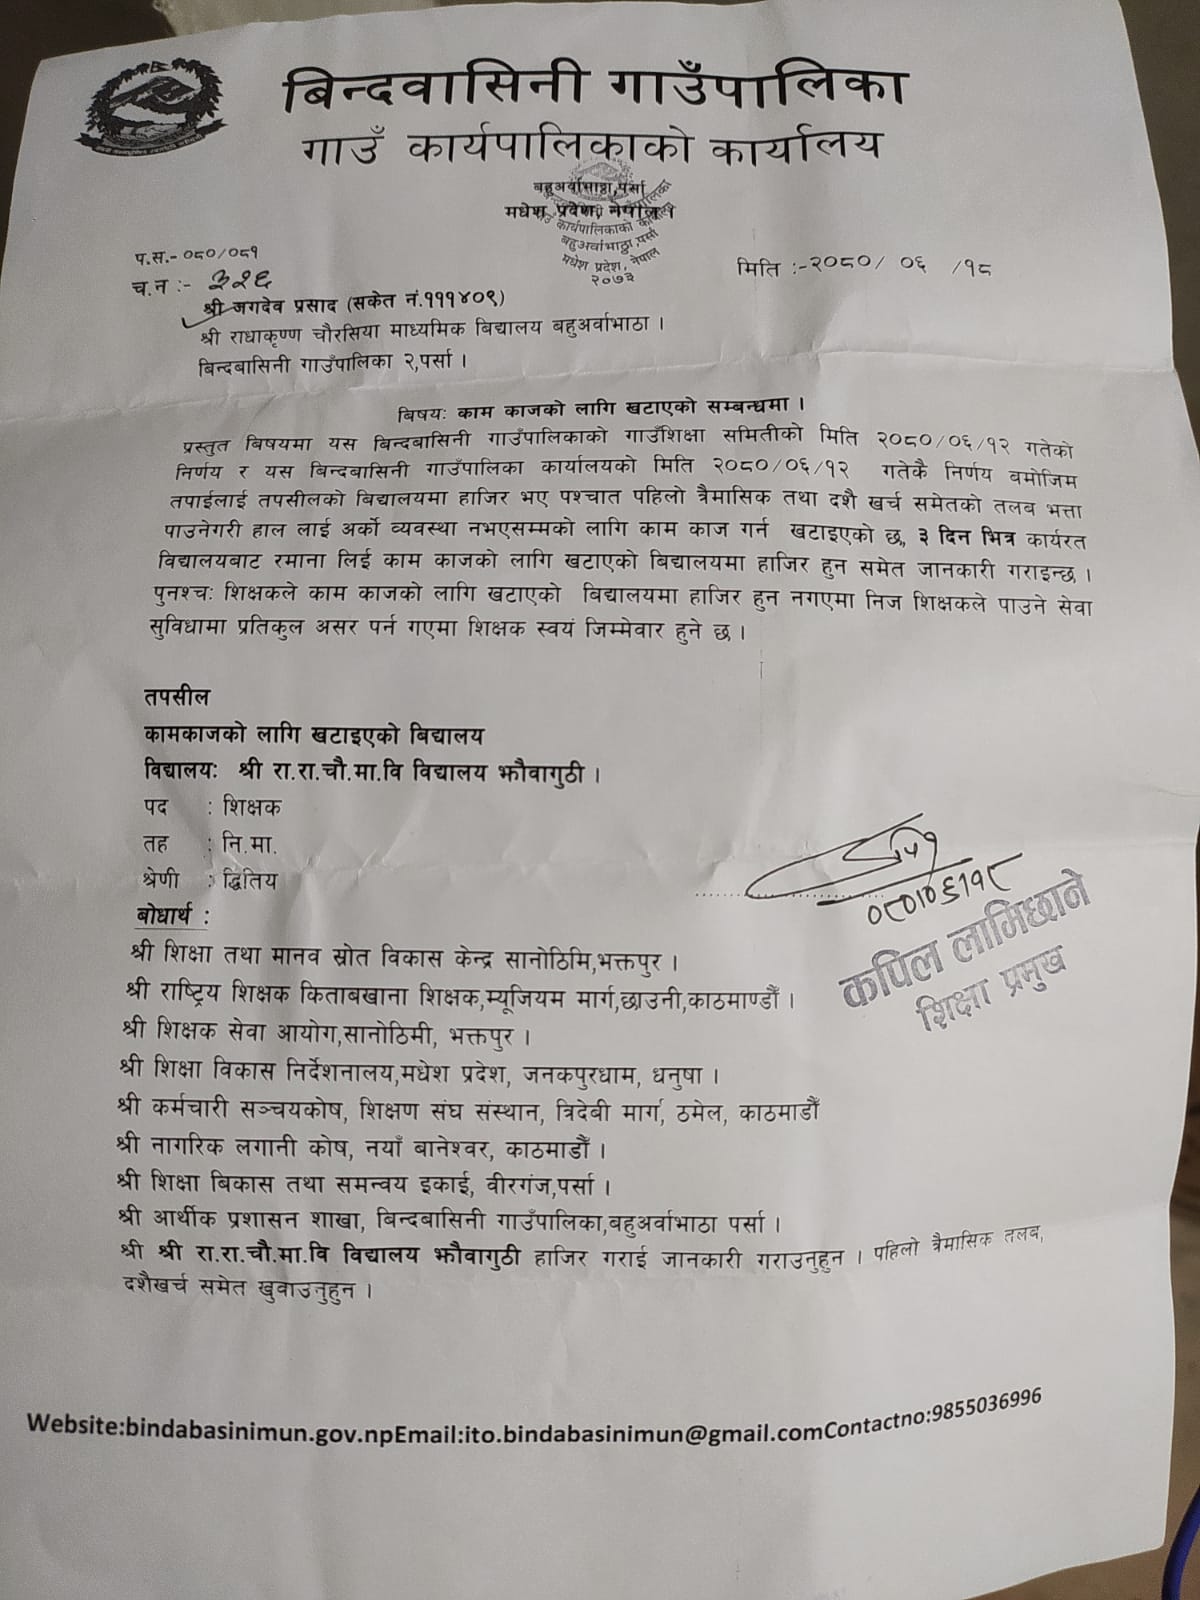 बिन्दवासिनी गाउँपालिका
गाउँ कार्यपालिकाको कार्यालय
बहुअर्वाभाठा,पर्सा
मधेश प्रदेश, नेपाल ।
कार्यपालिकाको
बहुअर्वाभाठा,पर्सा
मधेश प्रदेश, नेपाल
२०७३
प.स.- ०८०/०८१
मिति :-२०८०/ ०६ /१८
च.न :- ३२६
श्री जगदेव प्रसाद (सकेत नं.१११४०९)
श्री राधाकृष्ण चौरसिया माध्यमिक बिद्यालय बहुअर्वाभाठा ।
बिन्दबासिनी गाउँपालिका २,पर्सा ।
बिषयः काम काजको लागि खटाएको सम्बन्धमा ।
प्रस्तुत बिषयमा यस बिन्दबासिनी गाउँपालिकाको गाउँशिक्षा समितीको मिति २०८०/०६/१२ गतेको
निर्णय र यस बिन्दबासिनी गाउँपालिका कार्यालयको मिति २०८०/०६/१२ गतेकै निर्णय बमोजिम
तपाईलाई तपसीलको बिद्यालयमा हाजिर भए पश्चात पहिलो त्रैमासिक तथा दशै खर्च समेतको तलब भत्ता
पाउनेगरी हाल लाई अर्को व्यवस्था नभएसम्मको लागि काम काज गर्न खटाइएको छ, ३ दिन भित्र कार्यरत
विद्यालयबाट रमाना लिई काम काजको लागि खटाएको बिद्यालयमा हाजिर हुन समेत जानकारी गराइन्छ ।
पुनश्चः शिक्षकले काम काजको लागि खटाएको बिद्यालयमा हाजिर हुन नगएमा निज शिक्षकले पाउने सेवा
सुविधामा प्रतिकुल असर पर्न गएमा शिक्षक स्वयं जिम्मेवार हुने छ ।
तपसील
कामकाजको लागि खटाइएको बिद्यालय
विद्यालयः श्री रा.रा.चौ.मा.वि विद्यालय झौवागुठी ।
पद : शिक्षक
तह : नि.मा.
श्रेणी : द्धितिय
०८०।०६।१८
कपिल लामिछाने
शिक्षा प्रमुख
बोधार्थ :
श्री शिक्षा तथा मानव स्रोत विकास केन्द्र सानोठिमि,भक्तपुर ।
श्री राष्ट्रिय शिक्षक किताबखाना शिक्षक,म्यूजियम मार्ग,छाउनी,काठमाण्डौँ ।
श्री शिक्षक सेवा आयोग,सानोठिमी, भक्तपुर ।
श्री शिक्षा विकास निर्देशनालय,मधेश प्रदेश, जनकपुरधाम, धनुषा ।
श्री कर्मचारी सञ्चयकोष, शिक्षण संघ संस्थान, त्रिदेबी मार्ग, ठमेल, काठमाडौँ
श्री नागरिक लगानी कोष, नयाँ बानेश्वर, काठमाडौँ ।
श्री शिक्षा बिकास तथा समन्वय इकाई, वीरगंज,पर्सा ।
श्री आर्थीक प्रशासन शाखा, बिन्दबासिनी गाउँपालिका,बहुअर्वाभाठा पर्सा ।
श्री श्री रा.रा.चौ.मा.वि विद्यालय झौवागुठी हाजिर गराई जानकारी गराउनुहुन । पहिलो त्रैमासिक तलब,
दशैखर्च समेत खुवाउनुहुन ।
Website:bindabasinimun.gov.npEmail:ito.bindabasinimun@gmail.comContactno:9855036996